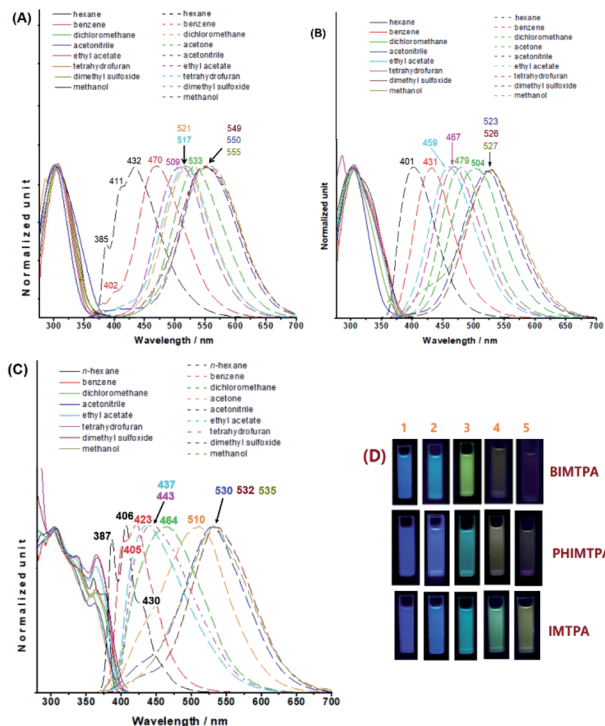 (A)
hexane
benzene
dichloromethane
acetonitrile
ethyl acetate
tetrahydrofuran
dimethyl sulfoxide
methanol
hexane
benzene
dichloromethane
acetone
acetonitrile
ethyl acetate
tetrahydrofuran
dimethyl sulfoxide
methanol
385
411
432
402
470
509
521
517
533
549
550
555
Normalized unit
300 350 400 450 500 550 600 650 700
Wavelength / nm
(B)
hexane
benzene
dichloromethane
acetonitrile
ethyl acetate
tetrahydrofuran
dimethyl sulfoxide
methanol
hexane
benzene
dichloromethane
acetone
acetonitrile
ethyl acetate
tetrahydrofuran
dimethyl sulfoxide
methanol
401
431
459
467
479
504
523
526
527
Normalized unit
300 350 400 450 500 550 600 650 700
Wavelength / nm
(C)
n-hexane
benzene
dichloromethane
acetonitrile
ethyl acetate
tetrahydrofuran
dimethyl sulfoxide
methanol
n-hexane
benzene
dichloromethane
acetone
acetonitrile
ethyl acetate
tetrahydrofuran
dimethyl sulfoxide
methanol
387
406
423
405
430
437
443
464
510
530 532 535
Normalized unit
300 350 400 450 500 550 600 650 700
Wavelength / nm
(D)
1 2 3 4 5
BIMTPA
PHIMTPA
IMTPA